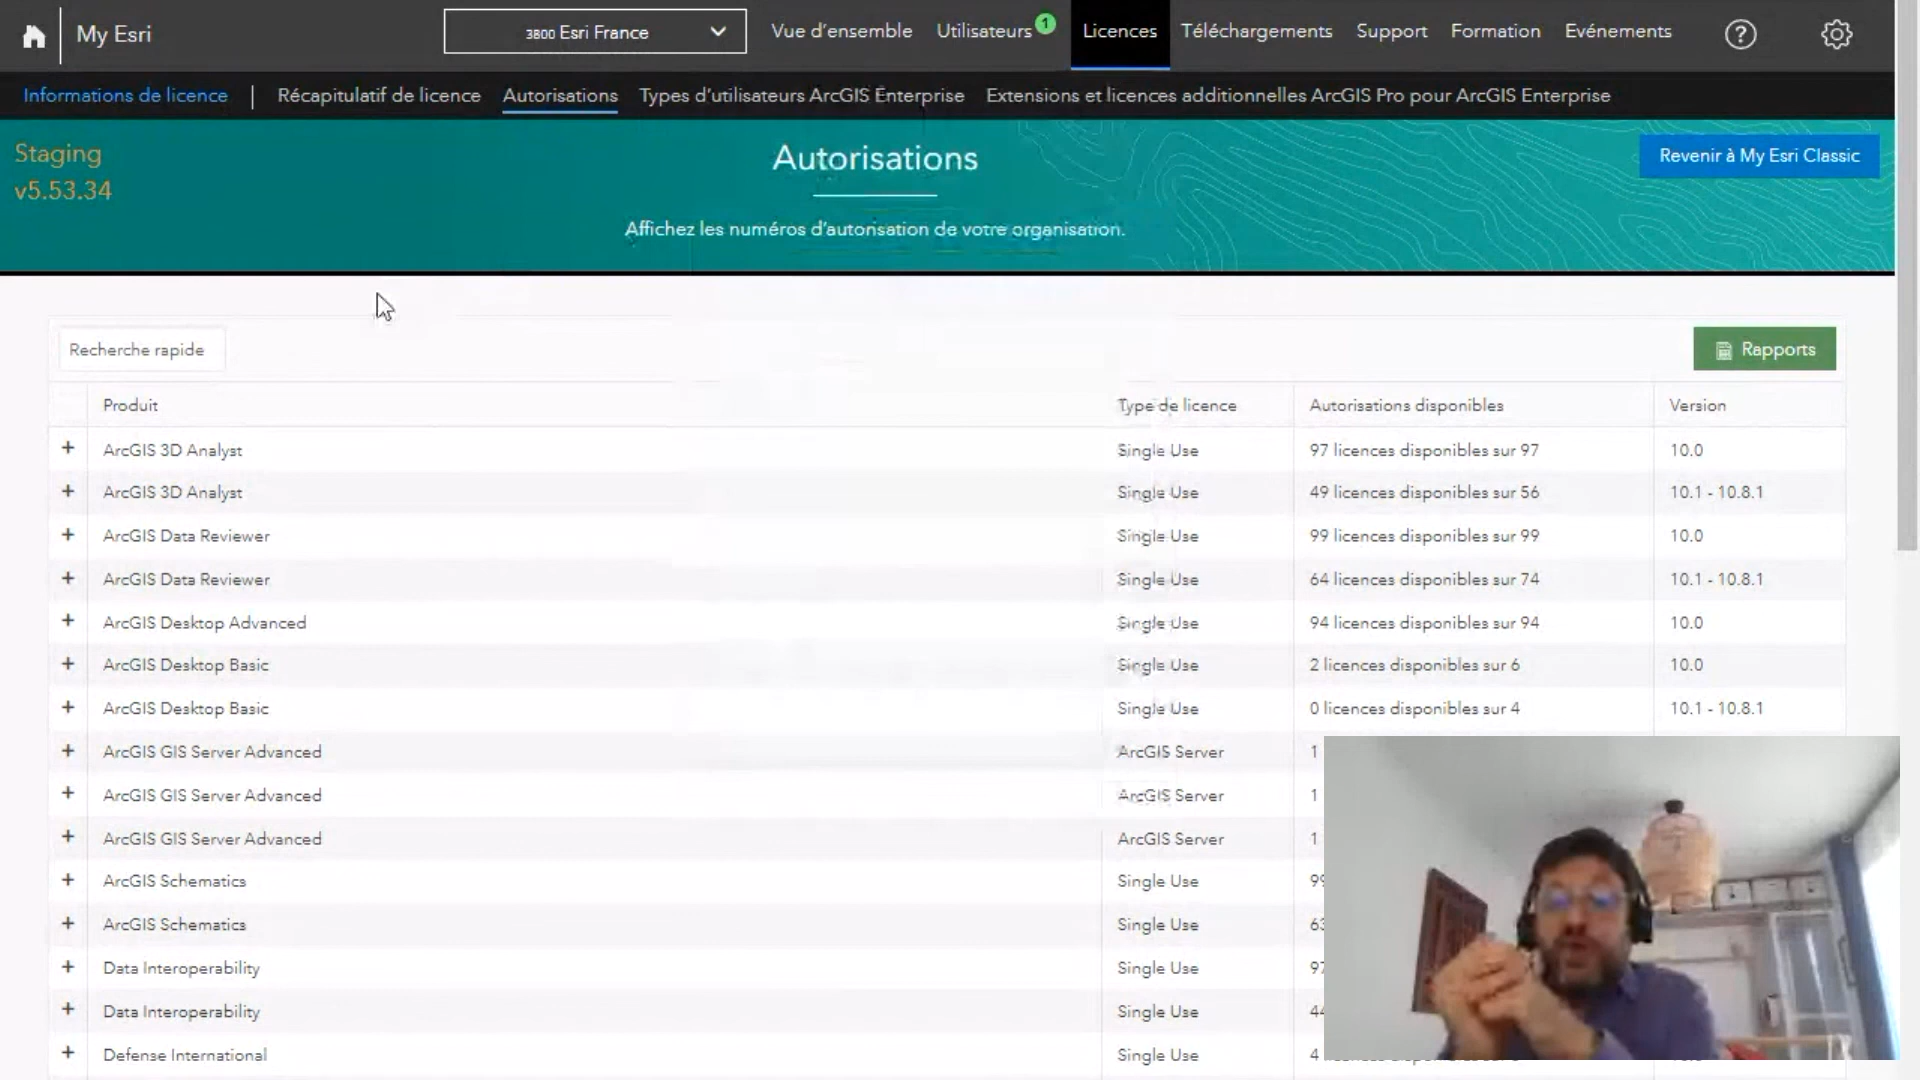 My Esri
3800 Esri France
Vue d'ensemble
Utilisateurs
1
Licences
Téléchargements
Support
Formation
Evénements
?
Informations de licence
Récapitulatif de licence
Autorisations
Types d'utilisateurs ArcGIS Enterprise
Extensions et licences additionnelles ArcGIS Pro pour ArcGIS Enterprise
Staging
v5.53.34
Autorisations
Revenir à My Esri Classic
Affichez les numéros d'autorisation de votre organisation.
Recherche rapide
Rapports
Produit Type de licence Autorisations disponibles Version
+ ArcGIS 3D Analyst Single Use 97 licences disponibles sur 97 10.0
+ ArcGIS 3D Analyst Single Use 49 licences disponibles sur 56 10.1 - 10.8.1
+ ArcGIS Data Reviewer Single Use 99 licences disponibles sur 99 10.0
+ ArcGIS Data Reviewer Single Use 64 licences disponibles sur 74 10.1 - 10.8.1
+ ArcGIS Desktop Advanced Single Use 94 licences disponibles sur 94 10.0
+ ArcGIS Desktop Basic Single Use 2 licences disponibles sur 6 10.0
+ ArcGIS Desktop Basic Single Use 0 licences disponibles sur 4 10.1 - 10.8.1
+ ArcGIS GIS Server Advanced ArcGIS Server 1
+ ArcGIS GIS Server Advanced ArcGIS Server 1
+ ArcGIS GIS Server Advanced ArcGIS Server 1
+ ArcGIS Schematics Single Use 99
+ ArcGIS Schematics Single Use 63
+ Data Interoperability Single Use 97
+ Data Interoperability Single Use 44
+ Defense International Single Use 4